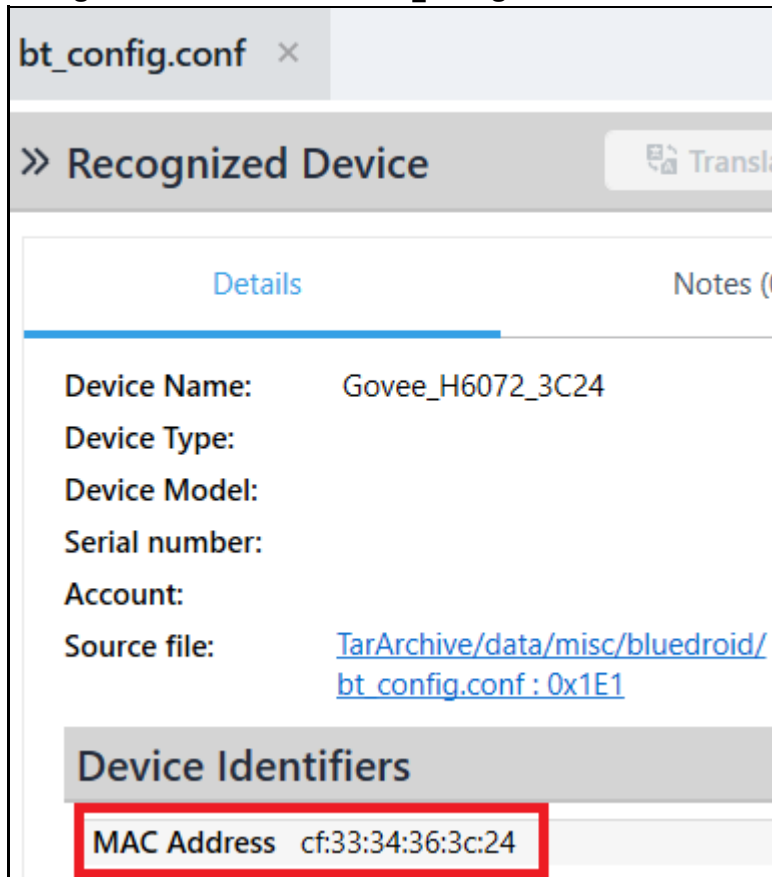 bt_config.conf ×
» Recognized Device
Details Notes
Device Name: Govee_H6072_3C24
Device Type:
Device Model:
Serial number:
Account:
Source file: TarArchive/data/misc/bluedroid/
bt_config.conf : 0x1E1
Device Identifiers
MAC Address cf:33:34:36:3c:24